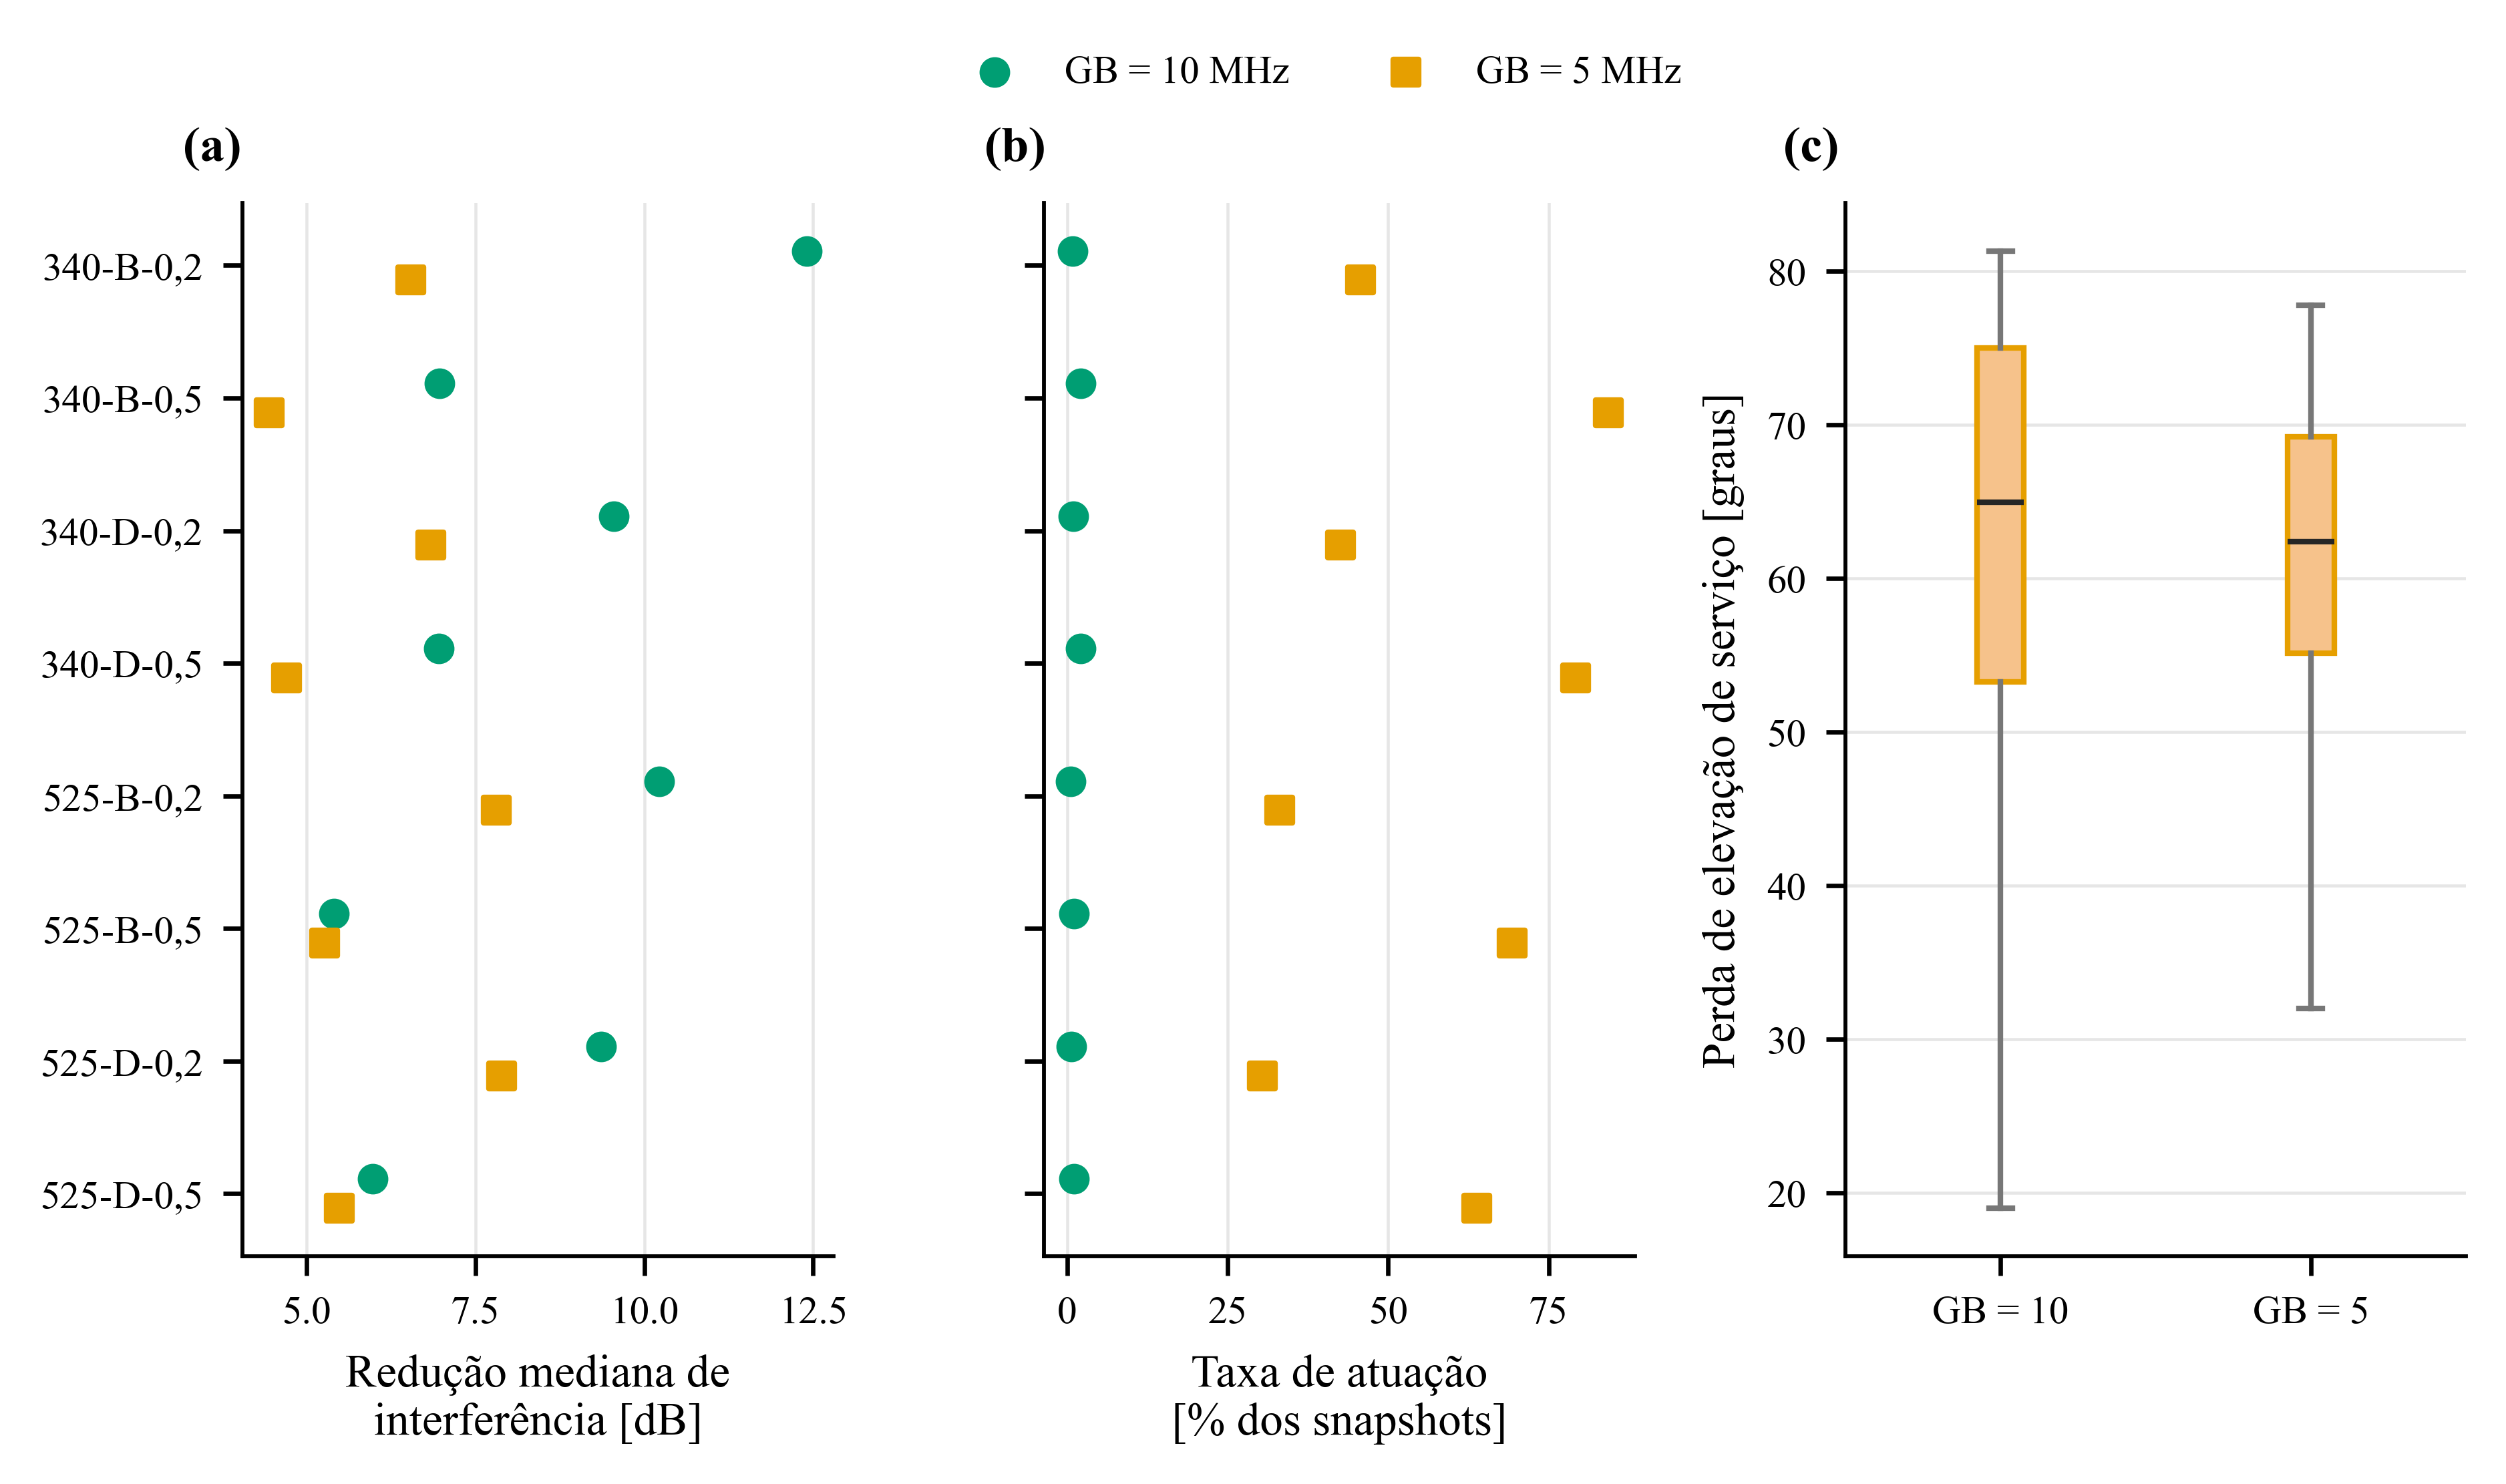 GB = 10 MHz
GB = 5 MHz
(a)
(b)
(c)
340-B-0,2
340-B-0,5
340-D-0,2
340-D-0,5
525-B-0,2
525-B-0,5
525-D-0,2
525-D-0,5
5.0
7.5
10.0
12.5
Redução mediana de
interferência [dB]
0
25
50
75
Taxa de atuação
[% dos snapshots]
Perda de elevação de serviço [graus]
80
70
60
50
40
30
20
GB = 10
GB = 5